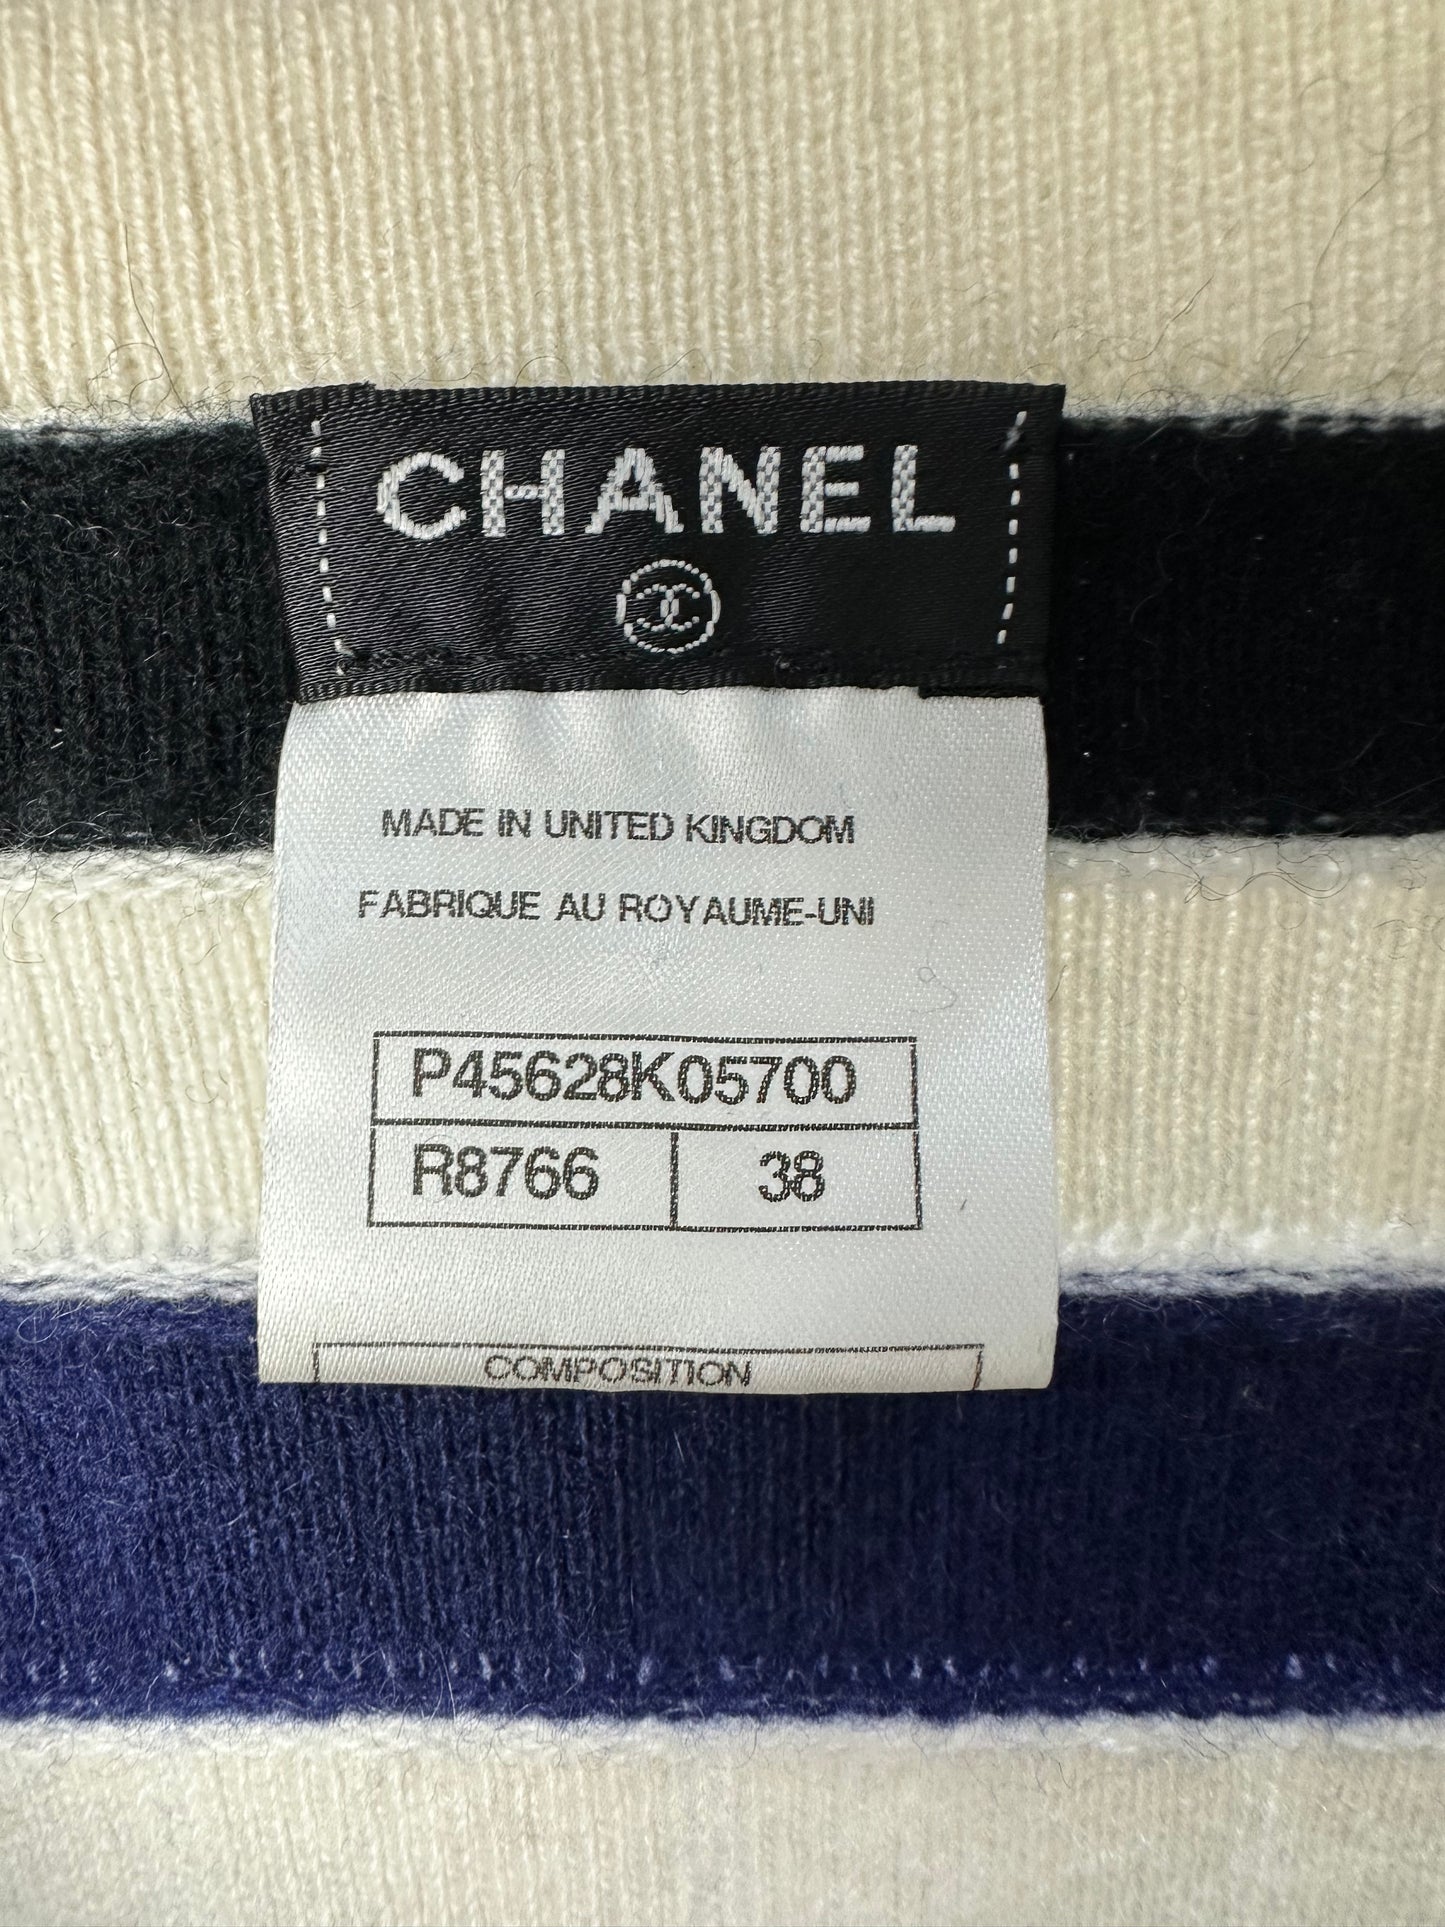 CHANEL
MADE IN UNITED KINGDOM
FABRIQUE AU ROYAUME-UNI
P45628K05700
R8766 38
COMPOSITION